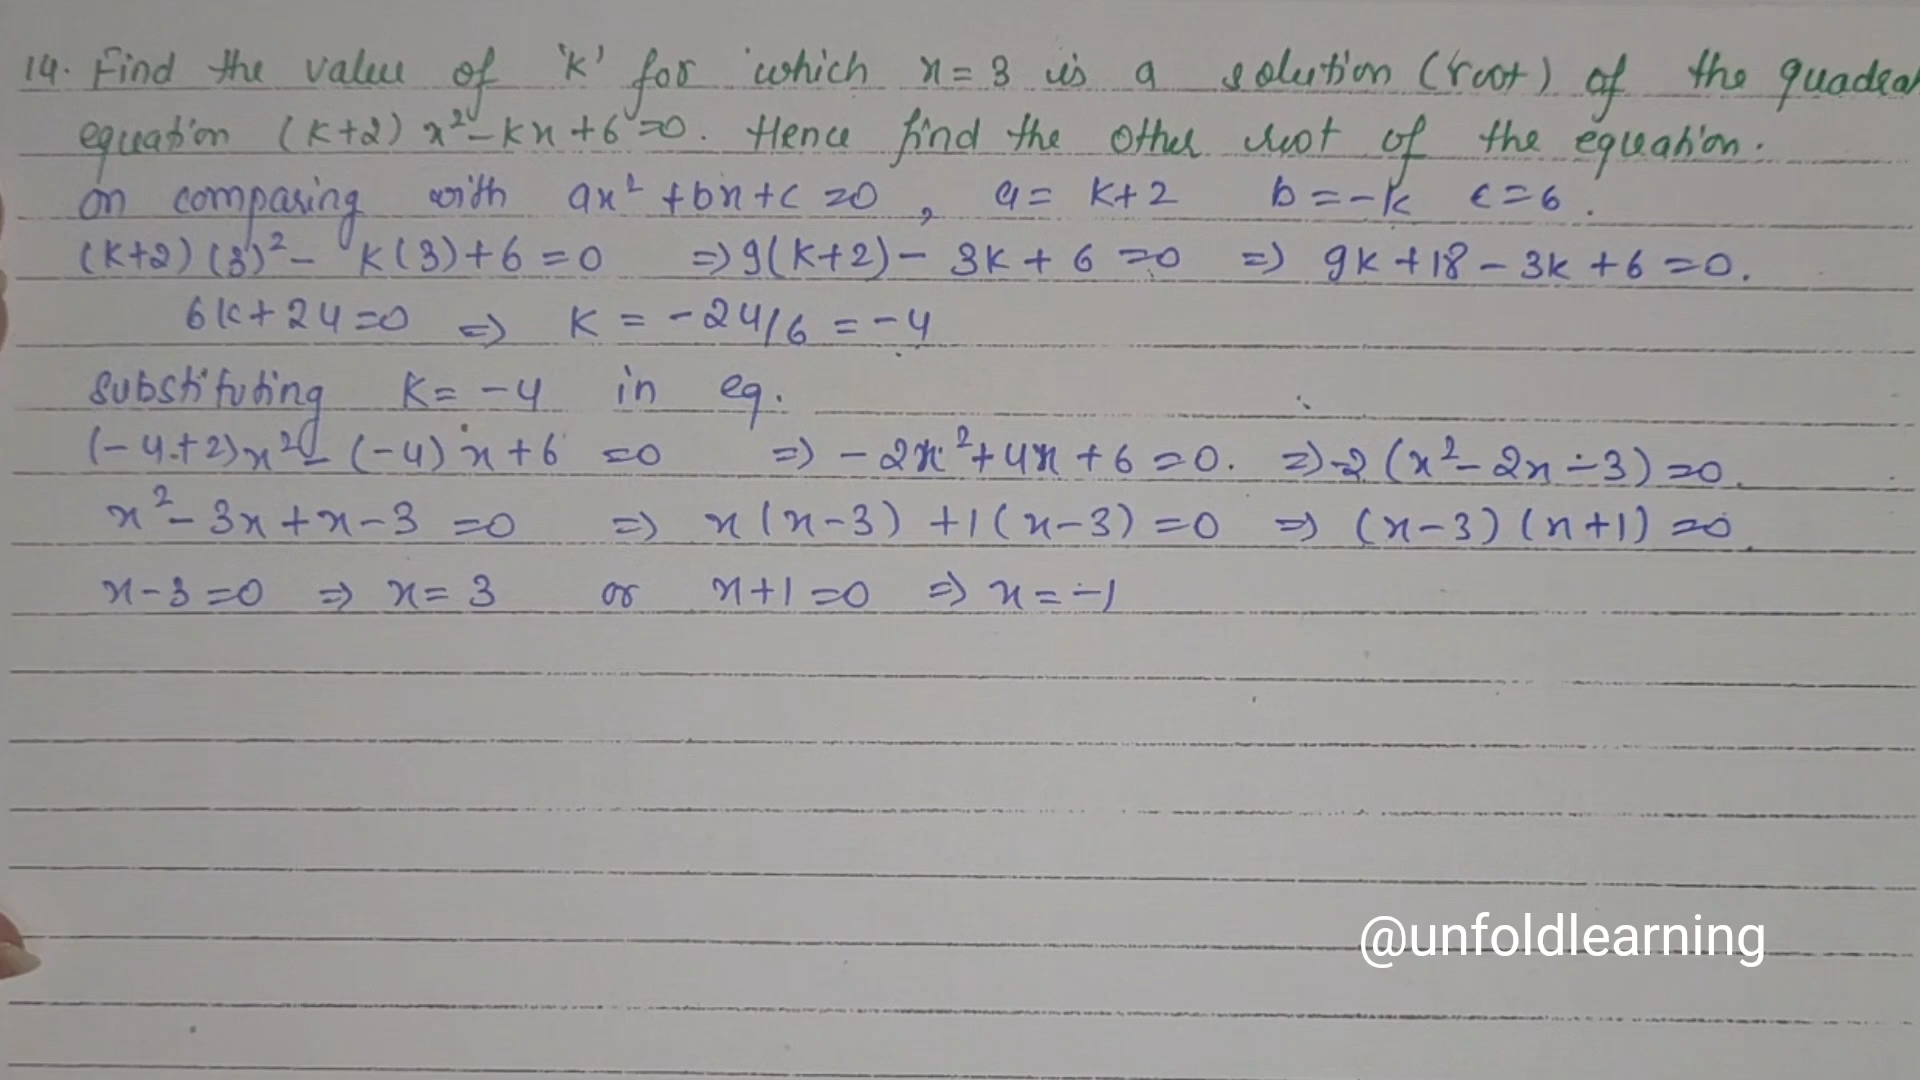 14. Find the value of 'k' for which x = 3 is a solution (root) of the quadrat
equation (k+2) x² - kx + 6 = 0. Hence find the other root of the equation.
on comparing with ax² + bx + c = 0, a = k+2 b = -k c = 6.
(k+2)(3)² - k(3) + 6 = 0 => 9(k+2) - 3k + 6 = 0 => 9k + 18 - 3k + 6 = 0.
6k + 24 = 0 => k = -24/6 = -4
substituting k = -4 in eq.
(-4+2)x² - (-4)x + 6 = 0 => -2x² + 4x + 6 = 0. => -2(x² - 2x - 3) = 0.
x² - 3x + x - 3 = 0 => x(x-3) + 1(x-3) = 0 => (x-3)(x+1) = 0.
x - 3 = 0 => x = 3 or x + 1 = 0 => x = -1
@unfoldlearning